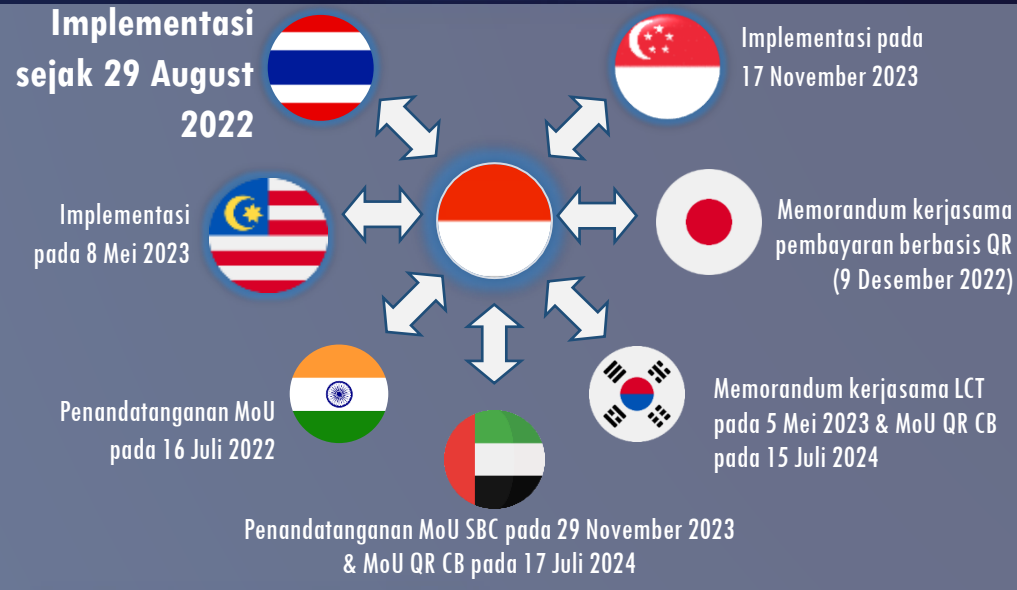 Implementasi
sejak 29 August
2022
Implementasi pada
17 November 2023
Implementasi
pada 8 Mei 2023
Memorandum kerjasama
pembayaran berbasis QR
(9 Desember 2022)
Penandatanganan MoU
pada 16 Juli 2022
Memorandum kerjasama LCT
pada 5 Mei 2023 & MoU QR CB
pada 15 Juli 2024
Penandatanganan MoU SBC pada 29 November 2023
& MoU QR CB pada 17 Juli 2024